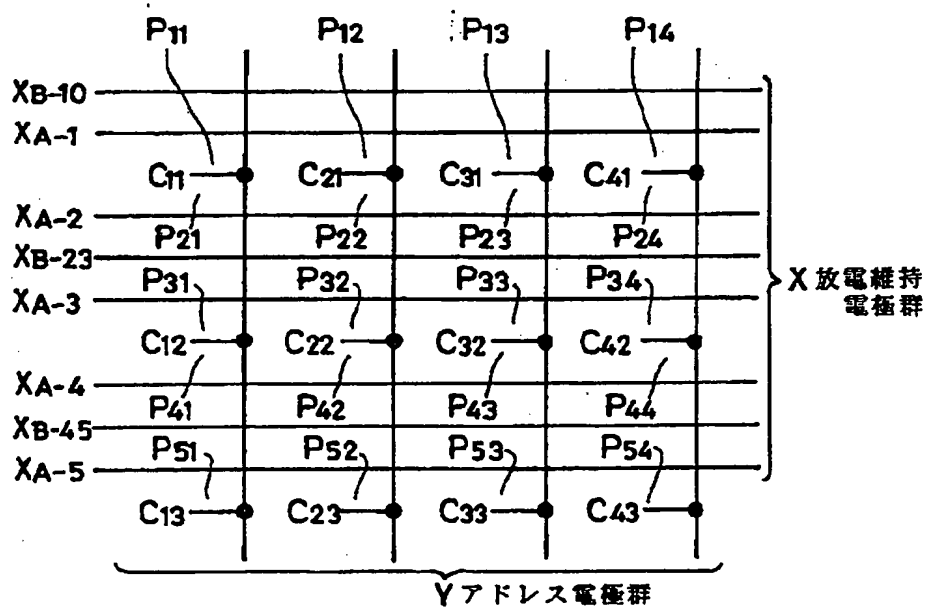 P11 P12 P13 P14
XB-10
XA-1
C11 C21 C31 C41
XA-2
P21 P22 P23 P24
XB-23
P31 P32 P33 P34
X放電維持
電極群
XA-3
C12 C22 C32 C42
XA-4
P41 P42 P43 P44
XB-45
P51 P52 P53 P54
XA-5
C13 C23 C33 C43
Yアドレス電極群